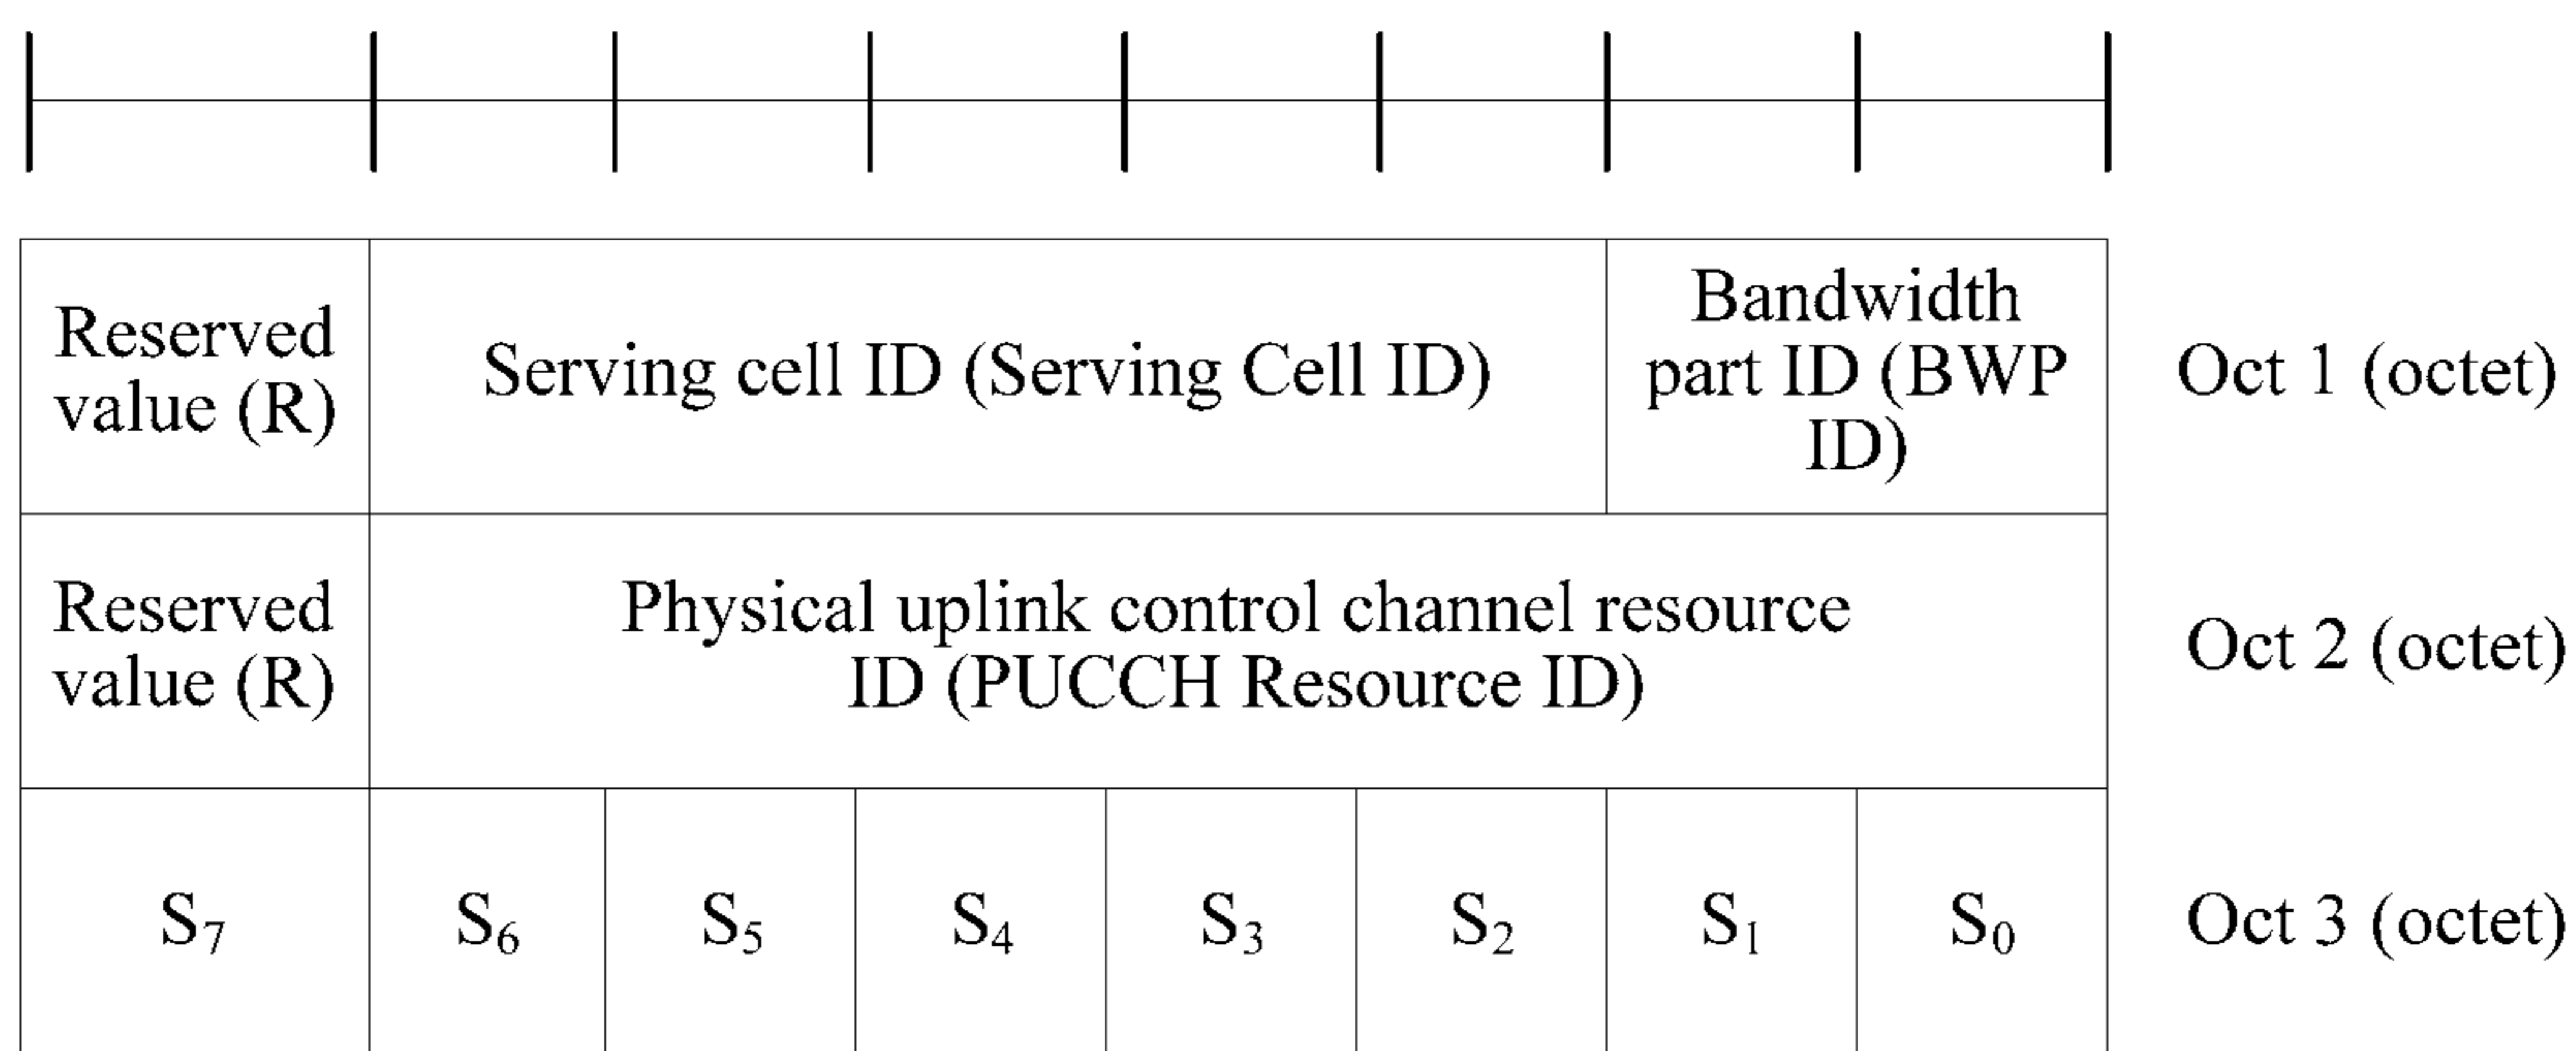 Reserved
value (R)
Serving cell ID (Serving Cell ID)
Bandwidth
part ID (BWP
ID)
Oct 1 (octet)
Reserved
value (R)
Physical uplink control channel resource
ID (PUCCH Resource ID)
Oct 2 (octet)
S₇ S₆ S₅ S₄ S₃ S₂ S₁ S₀ Oct 3 (octet)